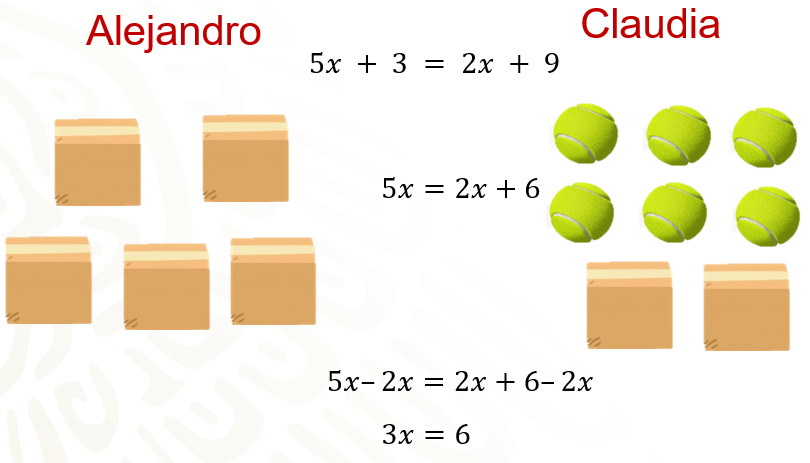 Alejandro
Claudia
5x + 3 = 2x + 9
5x = 2x + 6
5x– 2x = 2x + 6– 2x
3x = 6